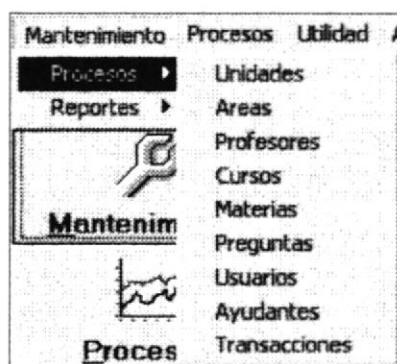 Mantenimiento Procesos Utilidad A
Procesos
Reportes
Unidades
Areas
Profesores
Cursos
Materias
Preguntas
Usuarios
Ayudantes
Transacciones
Mantenim
Proces